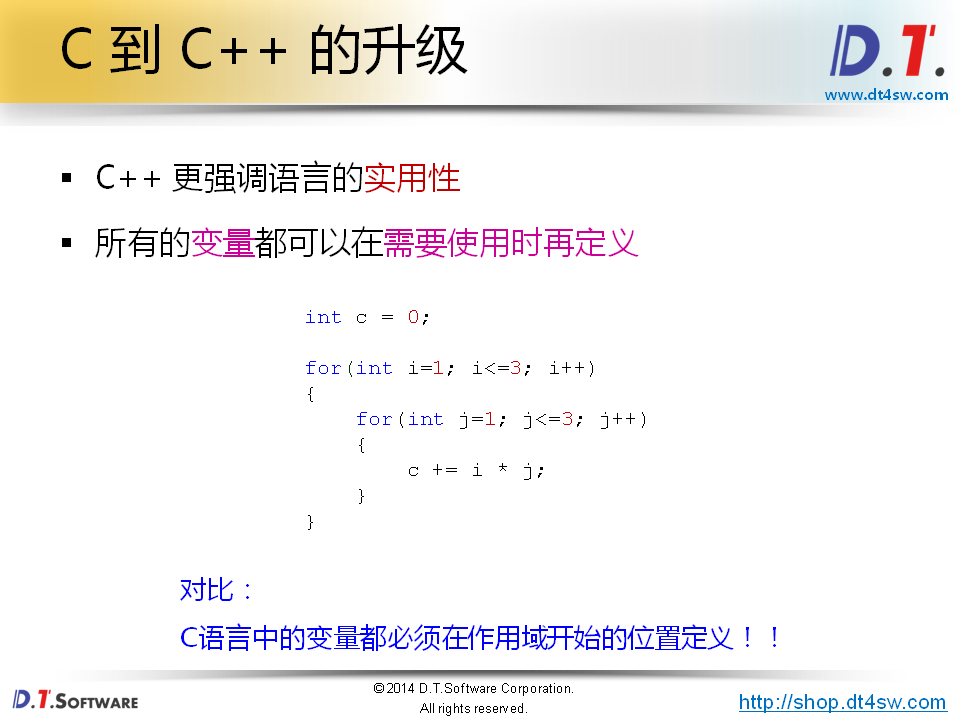 C 到 C++ 的升级
D.T.
www.dt4sw.com
▪ C++ 更强调语言的实用性
▪ 所有的变量都可以在需要使用时再定义
int c = 0;
for(int i=1; i<=3; i++)
{
    for(int j=1; j<=3; j++)
    {
        c += i * j;
    }
}
对比：
C语言中的变量都必须在作用域开始的位置定义！！
D.T.SOFTWARE
©2014 D.T.Software Corporation.
All rights reserved.
http://shop.dt4sw.com